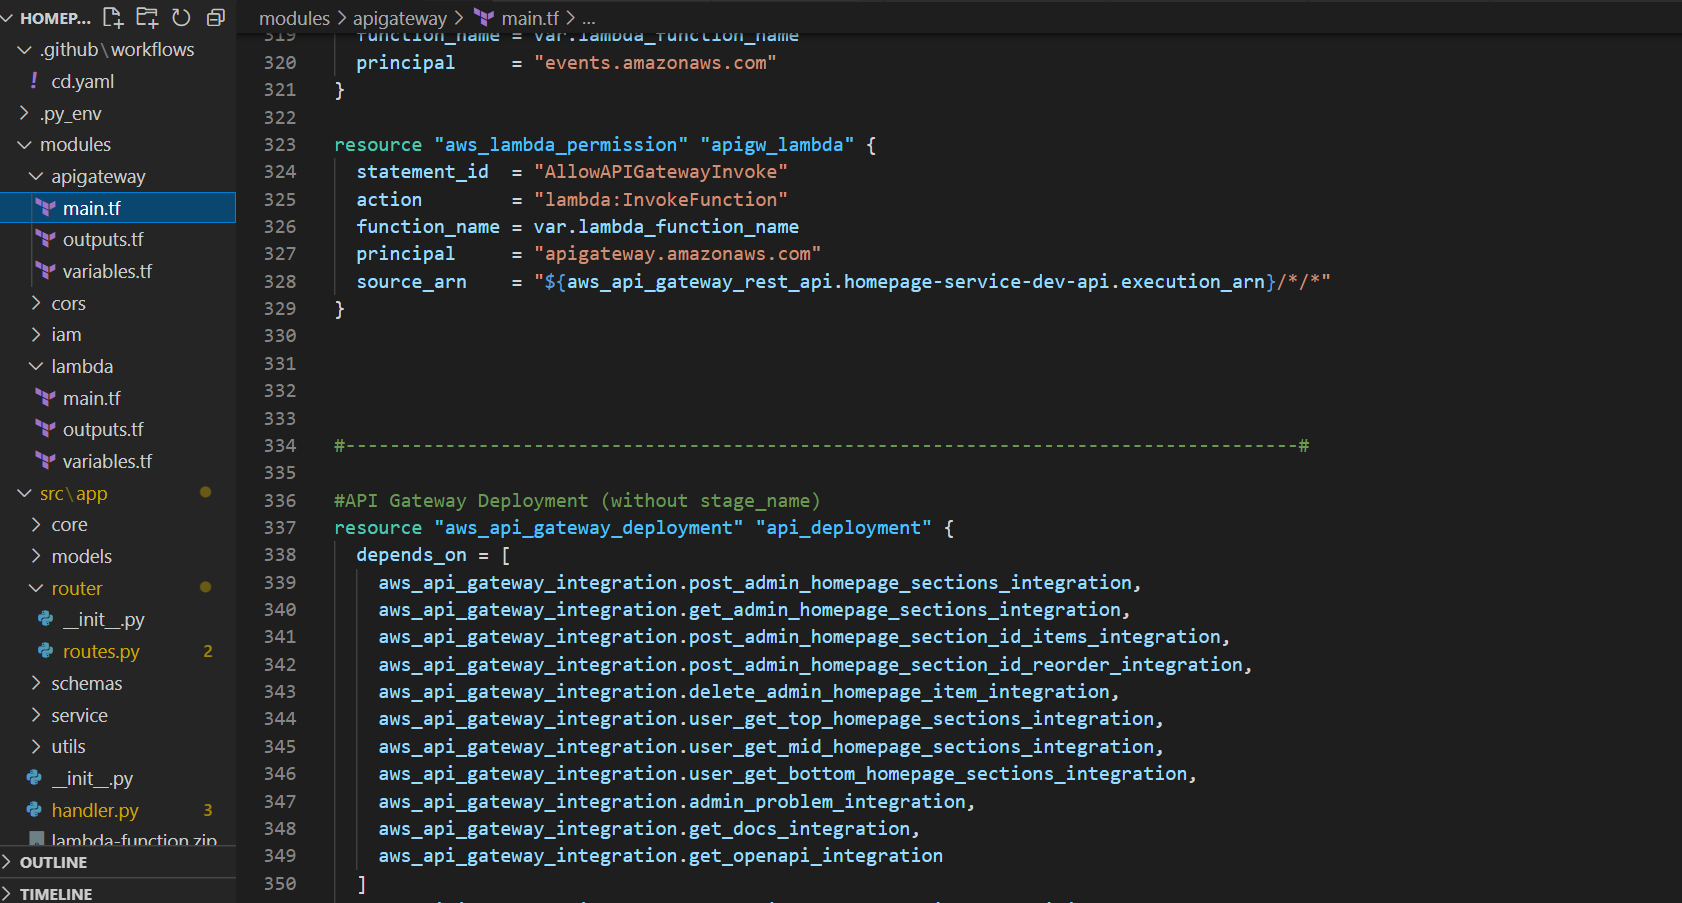 HOMEP...
.github\workflows
cd.yaml
.py_env
modules
apigateway
main.tf
outputs.tf
variables.tf
cors
iam
lambda
main.tf
outputs.tf
variables.tf
src\app
core
models
router
__init__.py
routes.py 2
schemas
service
utils
__init__.py
handler.py 3
lambda-function.zip
OUTLINE
TIMELINE
modules > apigateway > main.tf > ...
319 function_name = var.lambda_function_name
320 principal     = "events.amazonaws.com"
321 }
322
323 resource "aws_lambda_permission" "apigw_lambda" {
324   statement_id  = "AllowAPIGatewayInvoke"
325   action        = "lambda:InvokeFunction"
326   function_name = var.lambda_function_name
327   principal     = "apigateway.amazonaws.com"
328   source_arn    = "${aws_api_gateway_rest_api.homepage-service-dev-api.execution_arn}/*/*"
329 }
330
331
332
333
334 #--------------------------------------------------------------------------------------#
335
336 #API Gateway Deployment (without stage_name)
337 resource "aws_api_gateway_deployment" "api_deployment" {
338   depends_on = [
339     aws_api_gateway_integration.post_admin_homepage_sections_integration,
340     aws_api_gateway_integration.get_admin_homepage_sections_integration,
341     aws_api_gateway_integration.post_admin_homepage_section_id_items_integration,
342     aws_api_gateway_integration.post_admin_homepage_section_id_reorder_integration,
343     aws_api_gateway_integration.delete_admin_homepage_item_integration,
344     aws_api_gateway_integration.user_get_top_homepage_sections_integration,
345     aws_api_gateway_integration.user_get_mid_homepage_sections_integration,
346     aws_api_gateway_integration.user_get_bottom_homepage_sections_integration,
347     aws_api_gateway_integration.admin_problem_integration,
348     aws_api_gateway_integration.get_docs_integration,
349     aws_api_gateway_integration.get_openapi_integration
350   ]